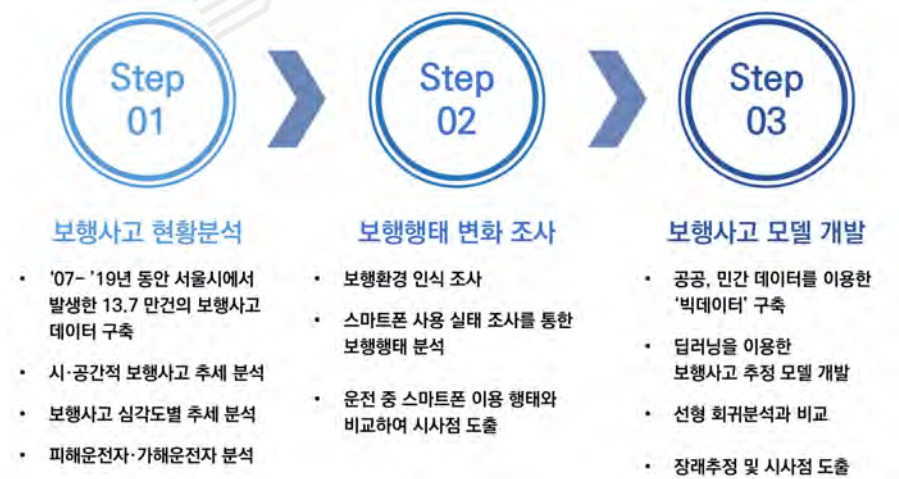 Step
01
Step
02
Step
03
보행사고 현황분석
• '07- '19년 동안 서울시에서
발생한 13.7 만건의 보행사고
데이터 구축
• 시·공간적 보행사고 추세 분석
• 보행사고 심각도별 추세 분석
• 피해운전자·가해운전자 분석
보행행태 변화 조사
• 보행환경 인식 조사
• 스마트폰 사용 실태 조사를 통한
보행행태 분석
• 운전 중 스마트폰 이용 행태와
비교하여 시사점 도출
보행사고 모델 개발
• 공공, 민간 데이터를 이용한
'빅데이터' 구축
• 딥러닝을 이용한
보행사고 추정 모델 개발
• 선형 회귀분석과 비교
• 장래추정 및 시사점 도출